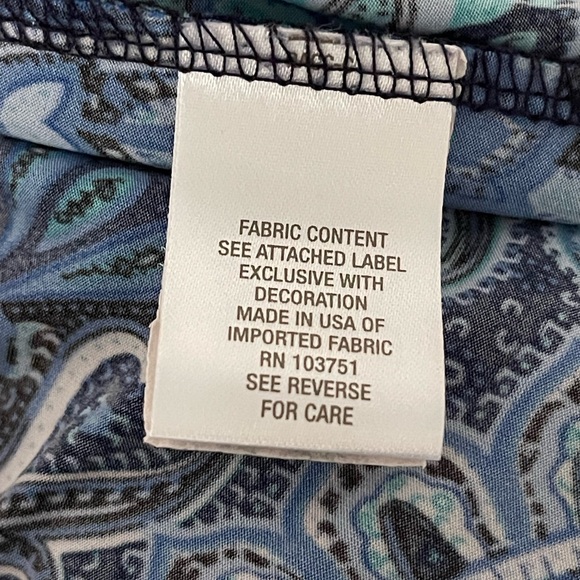 FABRIC CONTENT
SEE ATTACHED LABEL
EXCLUSIVE WITH
DECORATION
MADE IN USA OF
IMPORTED FABRIC
RN 103751
SEE REVERSE
FOR CARE